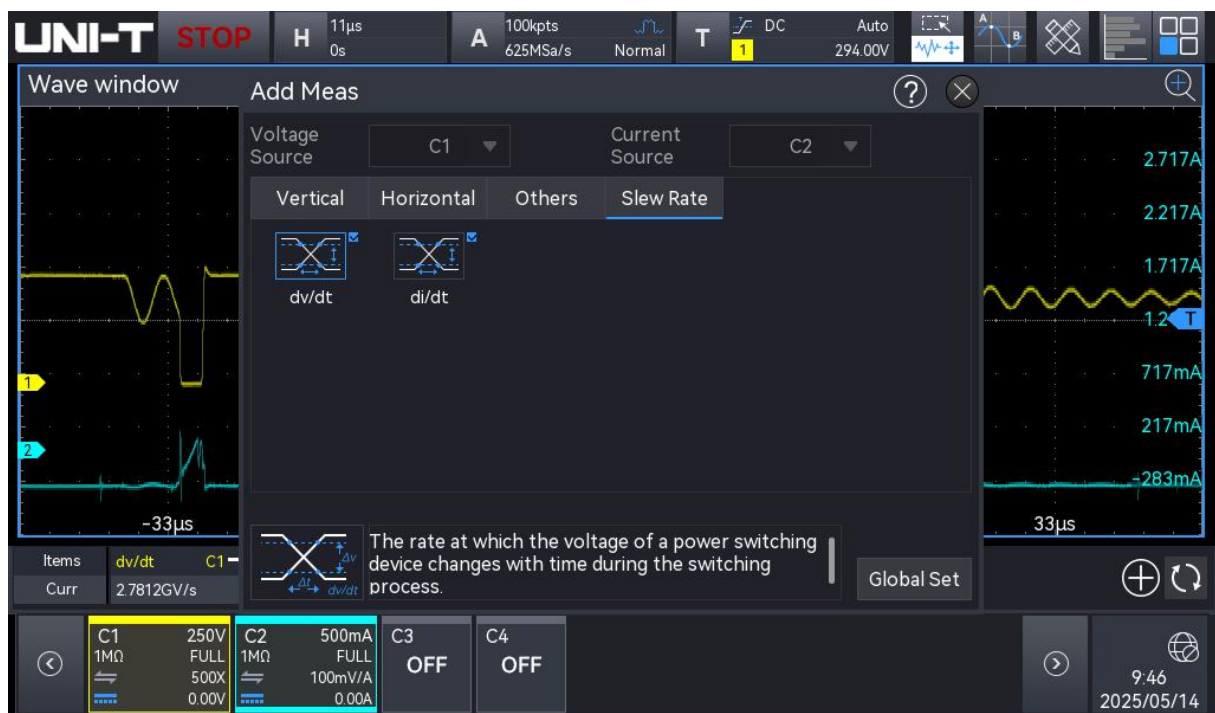 UNI-T STOP H 11µs 0s A 100kpts 625MSa/s Normal T DC 1 Auto 294.00V A B
Wave window
Add Meas ?
Voltage Source C1 Current Source C2
Vertical Horizontal Others Slew Rate
dv/dt di/dt
2.717A
2.217A
1.717A
1.2 T
717mA
217mA
-283mA
1
2
-33µs 33µs
Items dv/dt C1
Curr 2.7812GV/s
Δv
Δt dv/dt
The rate at which the voltage of a power switching
device changes with time during the switching
process.
Global Set
C1 250V
1MΩ FULL
500X
0.00V
C2 500mA
1MΩ FULL
100mV/A
0.00A
C3
OFF
C4
OFF
9:46
2025/05/14